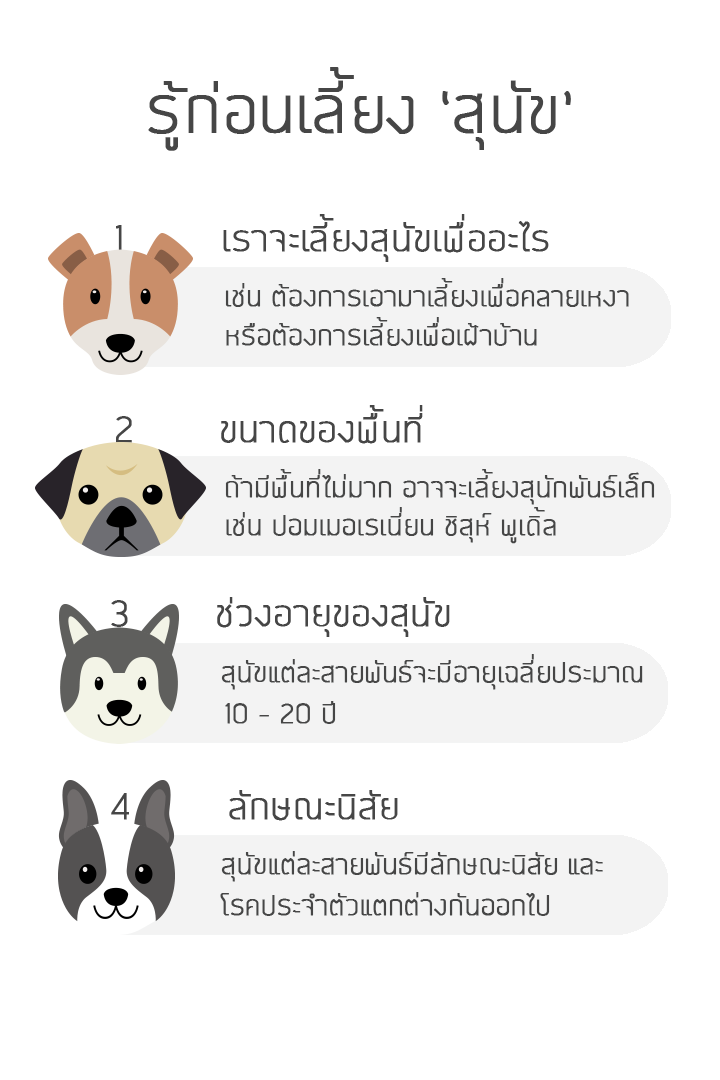 รู้ก่อนเลี้ยง ‘สุนัข’
1
เราจะเลี้ยงสุนัขเพื่ออะไร
เช่น ต้องการเอามาเลี้ยงเพื่อคลายเหงา
หรือต้องการเลี้ยงเพื่อเฝ้าบ้าน
2
ขนาดของพื้นที่
ถ้ามีพื้นที่ไม่มาก อาจจะเลี้ยงสุนักพันธ์เล็ก
เช่น ปอมเมอเรเนี่ยน ชิสุห์ พูเดิ้ล
3
ช่วงอายุของสุนัข
สุนัขแต่ละสายพันธ์จะมีอายุเฉลี่ยประมาณ
10 - 20 ปี
4
ลักษณะนิสัย
สุนัขแต่ละสายพันธ์มีลักษณะนิสัย และ
โรคประจำตัวแตกต่างกันออกไป